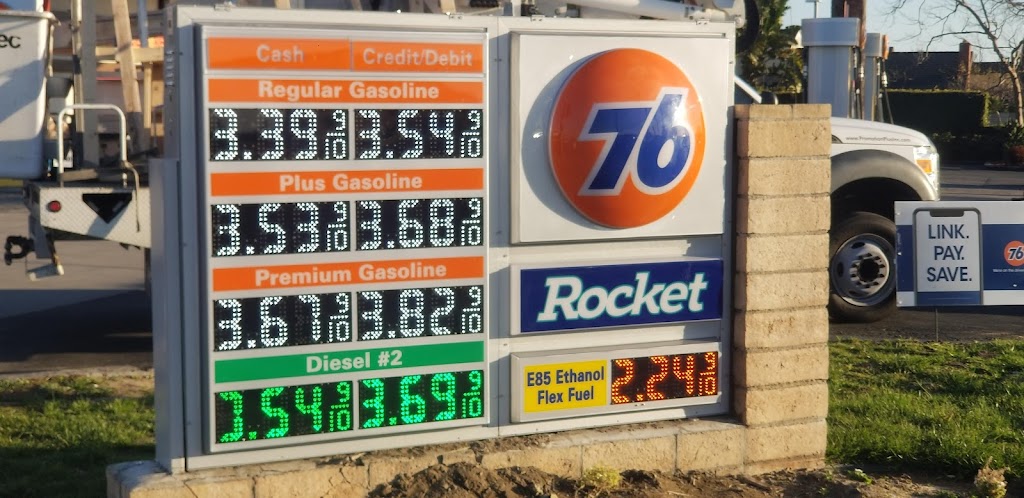 ec
Cash Credit/Debit
Regular Gasoline
3.39 9/10 3.54 9/10
Plus Gasoline
3.53 9/10 3.68 9/10
Premium Gasoline
3.67 9/10 3.82 9/10
Diesel #2
1.54 9/10 3.69 9/10
76
Rocket
E85 Ethanol
Flex Fuel
2.24 9/10
LINK.
PAY.
SAVE.
76